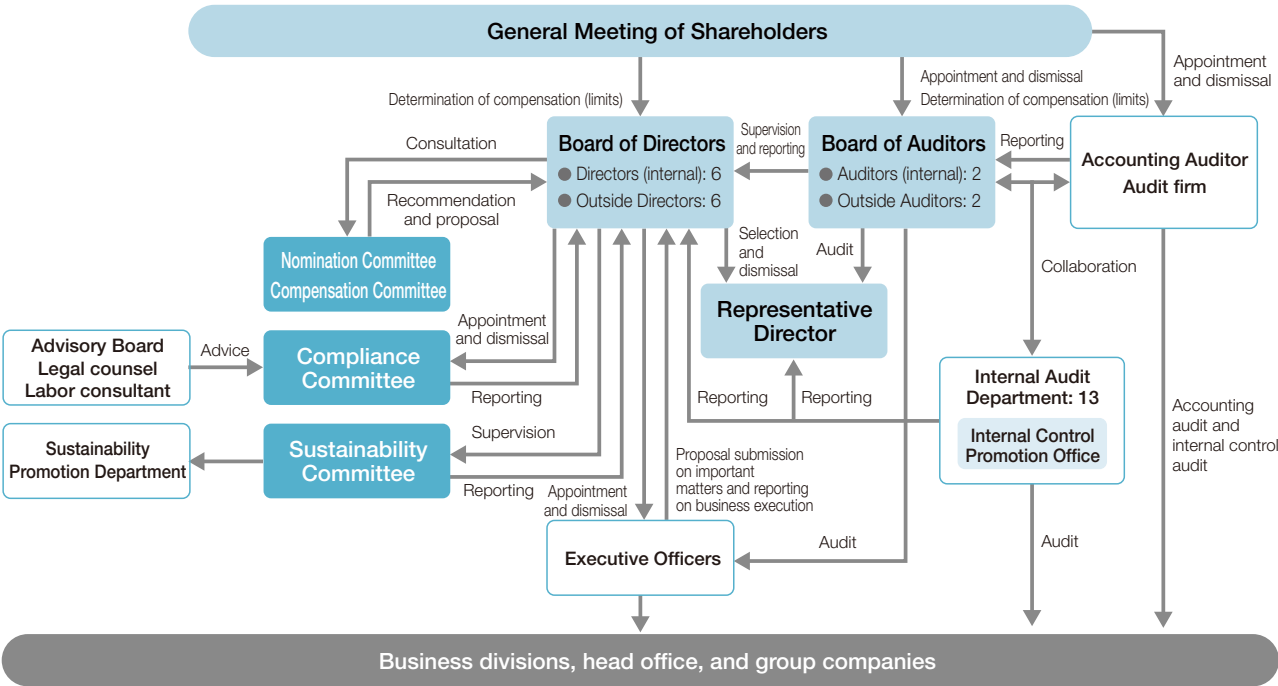 General Meeting of Shareholders
Appointment
and dismissal
Appointment and dismissal
Determination of compensation (limits)
Determination of compensation (limits)
Board of Directors
● Directors (internal): 6
● Outside Directors: 6
Supervision
and reporting
Board of Auditors
● Auditors (internal): 2
● Outside Auditors: 2
Reporting
Accounting Auditor
Audit firm
Consultation
Recommendation
and proposal
Nomination Committee
Compensation Committee
Selection
and
dismissal
Audit
Collaboration
Representative
Director
Advisory Board
Legal counsel
Labor consultant
Advice
Compliance
Committee
Appointment
and dismissal
Reporting
Reporting
Reporting
Internal Audit
Department: 13
Internal Control
Promotion Office
Accounting
audit and
internal control
audit
Sustainability
Promotion Department
Sustainability
Committee
Supervision
Reporting
Appointment
and dismissal
Proposal submission
on important
matters and reporting
on business execution
Executive Officers
Audit
Audit
Business divisions, head office, and group companies